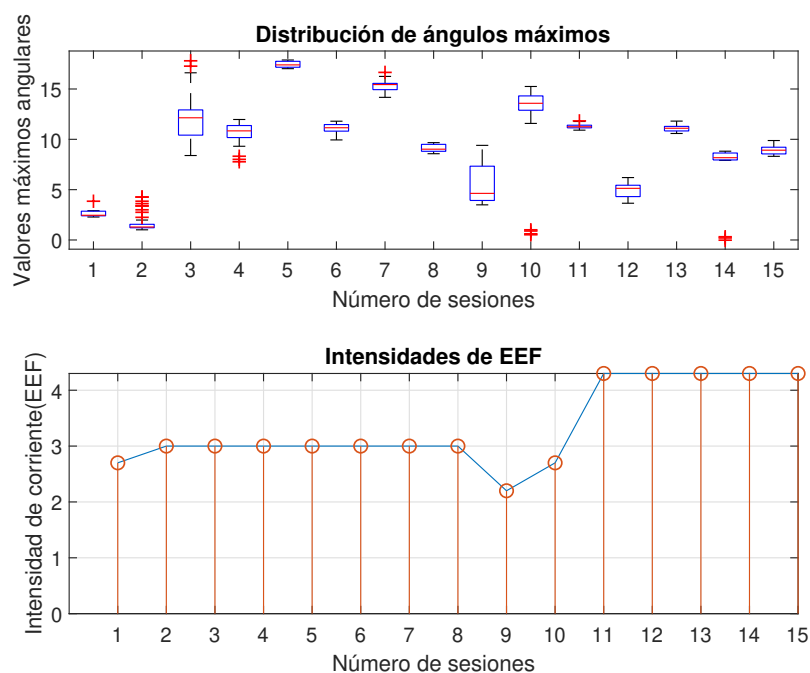 Distribución de ángulos máximos
Valores máximos angulares
15
10
5
0
1 2 3 4 5 6 7 8 9 10 11 12 13 14 15
Número de sesiones
Intensidades de EEF
Intensidad de corriente(EEF)
4
3
2
1
0
1 2 3 4 5 6 7 8 9 10 11 12 13 14 15
Número de sesiones